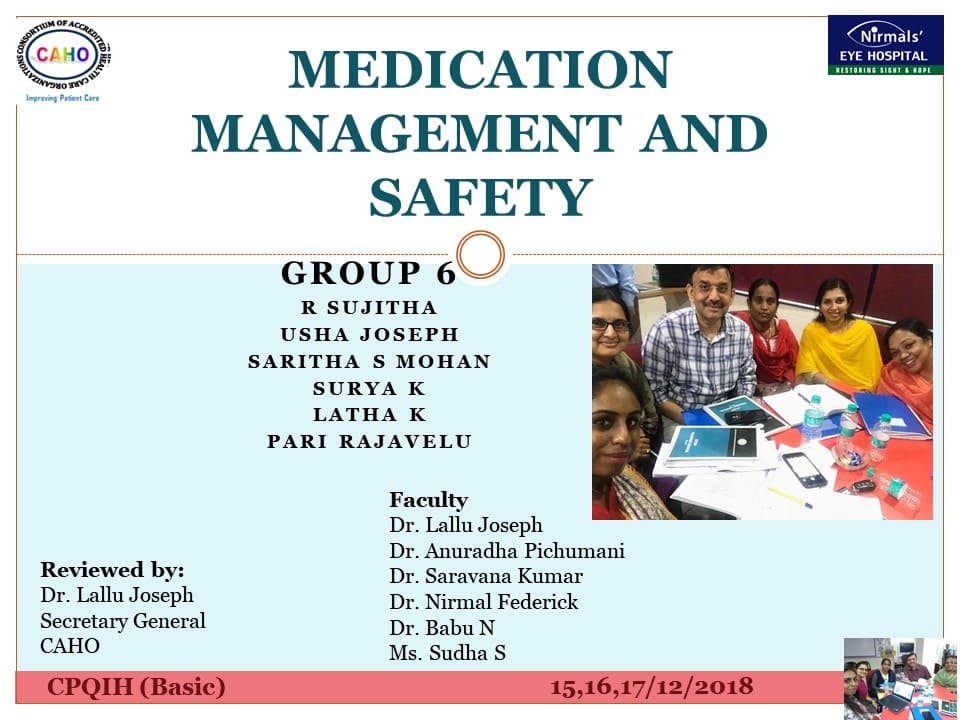 CONSORTIUM OF ACCREDITED HEALTH CARE ORGANIZATIONS
CAHO
Improving Patient Care
Nirmals'
EYE HOSPITAL
RESTORING SIGHT & HOPE
MEDICATION
MANAGEMENT AND
SAFETY
GROUP 6
R SUJITHA
USHA JOSEPH
SARITHA S MOHAN
SURYA K
LATHA K
PARI RAJAVELU
Faculty
Dr. Lallu Joseph
Dr. Anuradha Pichumani
Dr. Saravana Kumar
Dr. Nirmal Federick
Dr. Babu N
Ms. Sudha S
Reviewed by:
Dr. Lallu Joseph
Secretary General
CAHO
CPQIH (Basic)
15,16,17/12/2018